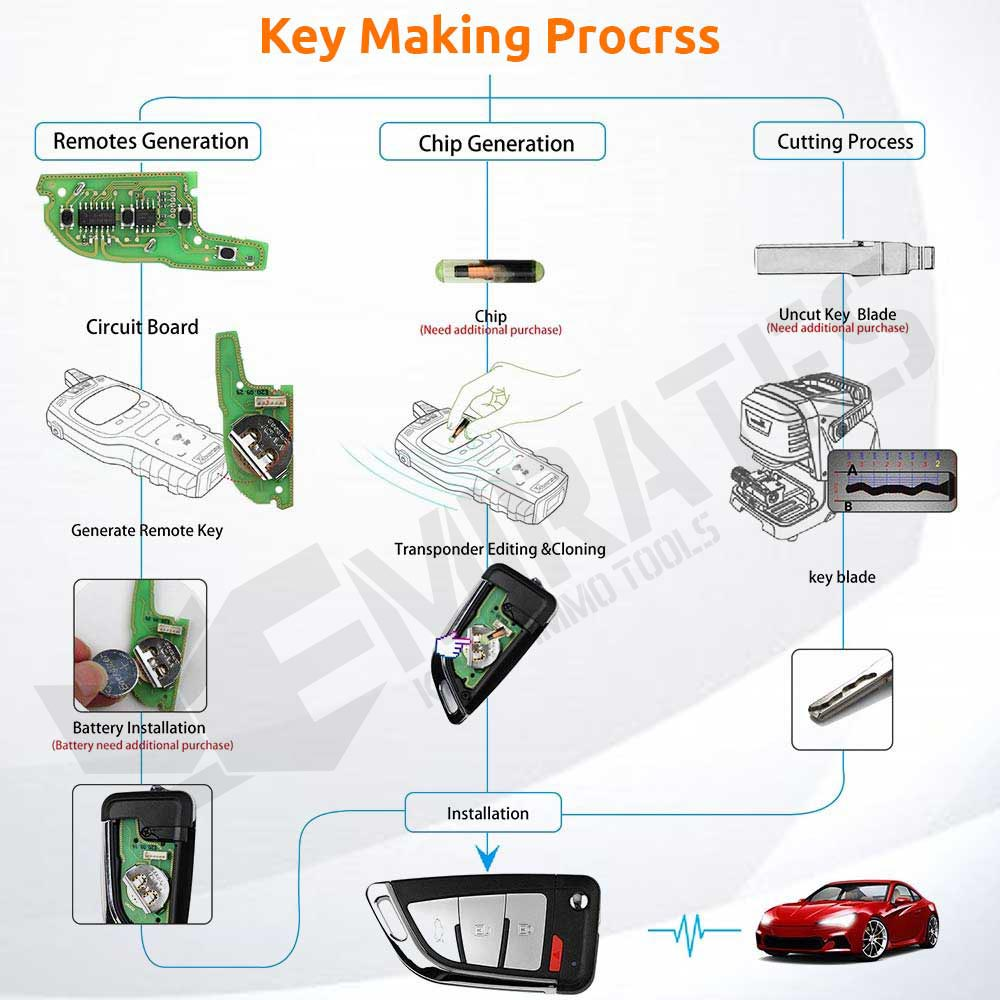 Key Making Procrss
Remotes Generation
Chip Generation
Cutting Process
Circuit Board
Chip
(Need additional purchase)
Uncut Key Blade
(Need additional purchase)
Generate Remote Key
Transponder Editing &Cloning
A
B
key blade
Battery Installation
(Battery need additional purchase)
Installation
EMIRATES